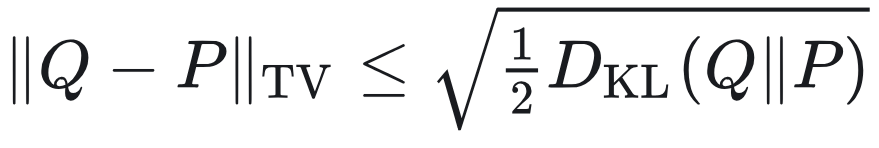 ‖Q − P‖_TV ≤ √(½ D_KL(Q‖P))